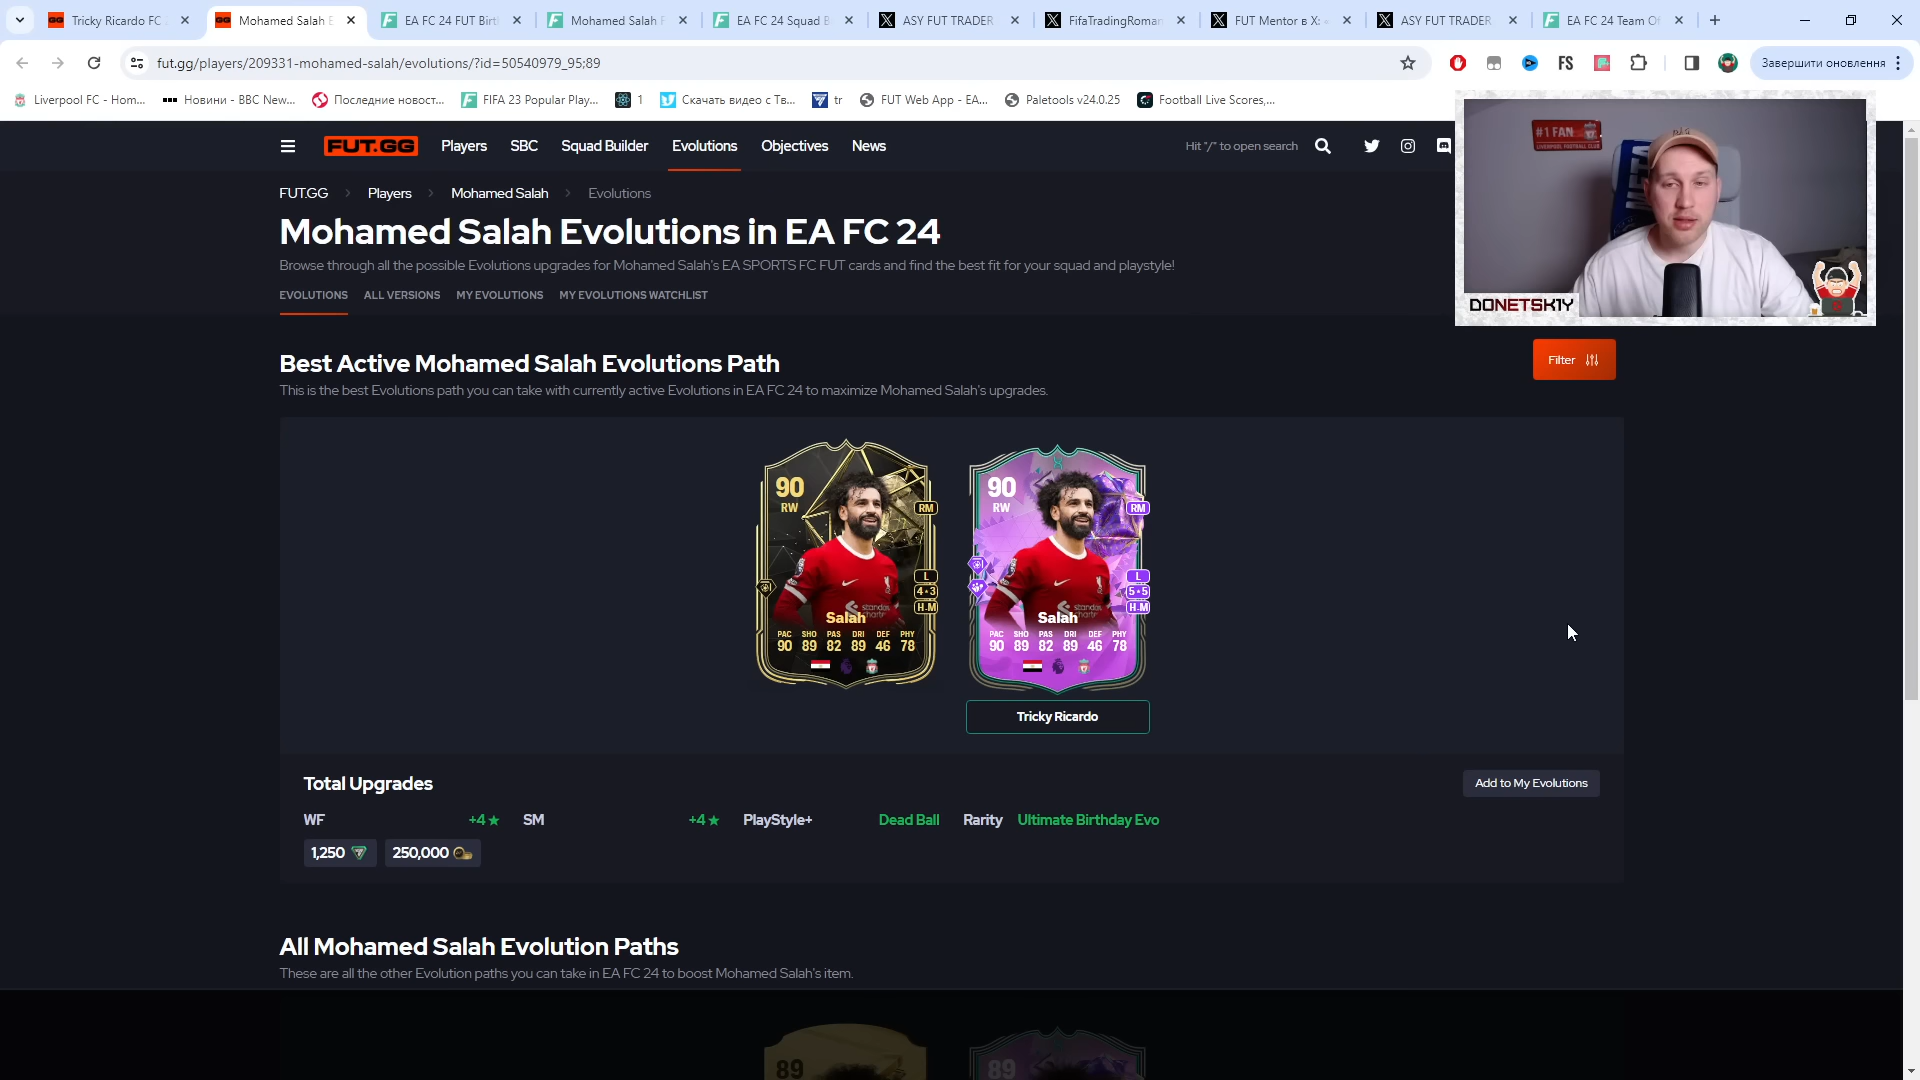 Tricky Ricardo FC
Mohamed Salah E
EA FC 24 FUT Birt
Mohamed Salah F
EA FC 24 Squad B
ASY FUT TRADER
FifaTradingRoman
FUT Mentor в X:
ASY FUT TRADER
EA FC 24 Team Of
fut.gg/players/209331-mohamed-salah/evolutions/?id=50540979_95;89
FS
Завершити оновлення
Liverpool FC - Hom...
Новини - BBC New...
Последние новост...
FIFA 23 Popular Play...
1
Скачать видео с Тв...
tr
FUT Web App - EA...
Paletools v24.0.25
Football Live Scores,...
FUT.GG
Players
SBC
Squad Builder
Evolutions
Objectives
News
Hit "/" to open search
#1 FAN
LIVERPOOL FOOTBALL CLUB
DONETSK1Y
FUT.GG
Players
Mohamed Salah
Evolutions
Mohamed Salah Evolutions in EA FC 24
Browse through all the possible Evolutions upgrades for Mohamed Salah's EA SPORTS FC FUT cards and find the best fit for your squad and playstyle!
EVOLUTIONS
ALL VERSIONS
MY EVOLUTIONS
MY EVOLUTIONS WATCHLIST
Best Active Mohamed Salah Evolutions Path
Filter
This is the best Evolutions path you can take with currently active Evolutions in EA FC 24 to maximize Mohamed Salah's upgrades.
90
RW
RM
L
4★3
H-M
Salah
PAC SHO PAS DRI DEF PHY
90 89 82 89 46 78
90
RW
RM
L
5★5
H-M
Salah
PAC SHO PAS DRI DEF PHY
90 89 82 89 46 78
Tricky Ricardo
Total Upgrades
Add to My Evolutions
WF +4★ SM +4★ PlayStyle+ Dead Ball Rarity Ultimate Birthday Evo
1,250
250,000
All Mohamed Salah Evolution Paths
These are all the other Evolution paths you can take in EA FC 24 to boost Mohamed Salah's item.
89
89